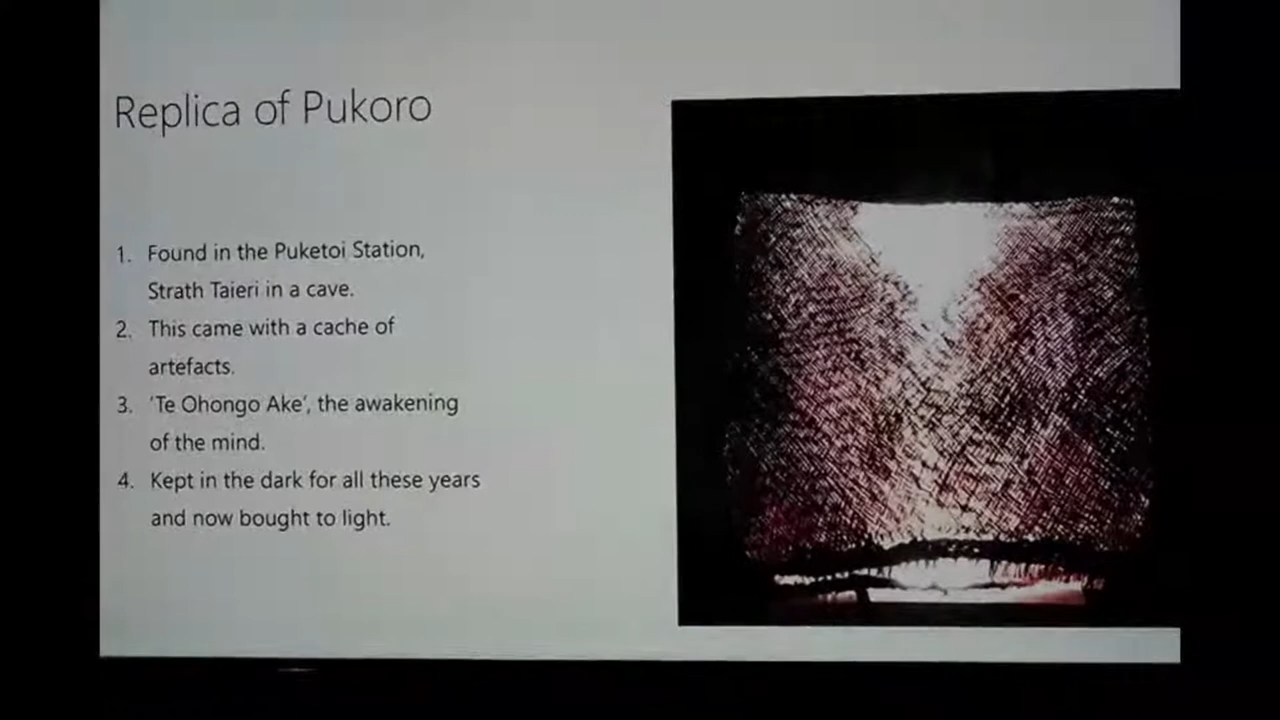 Replica of Pukoro
1. Found in the Puketoi Station,
Strath Taieri in a cave.
2. This came with a cache of
artefacts.
3. 'Te Ohongo Ake', the awakening
of the mind.
4. Kept in the dark for all these years
and now bought to light.